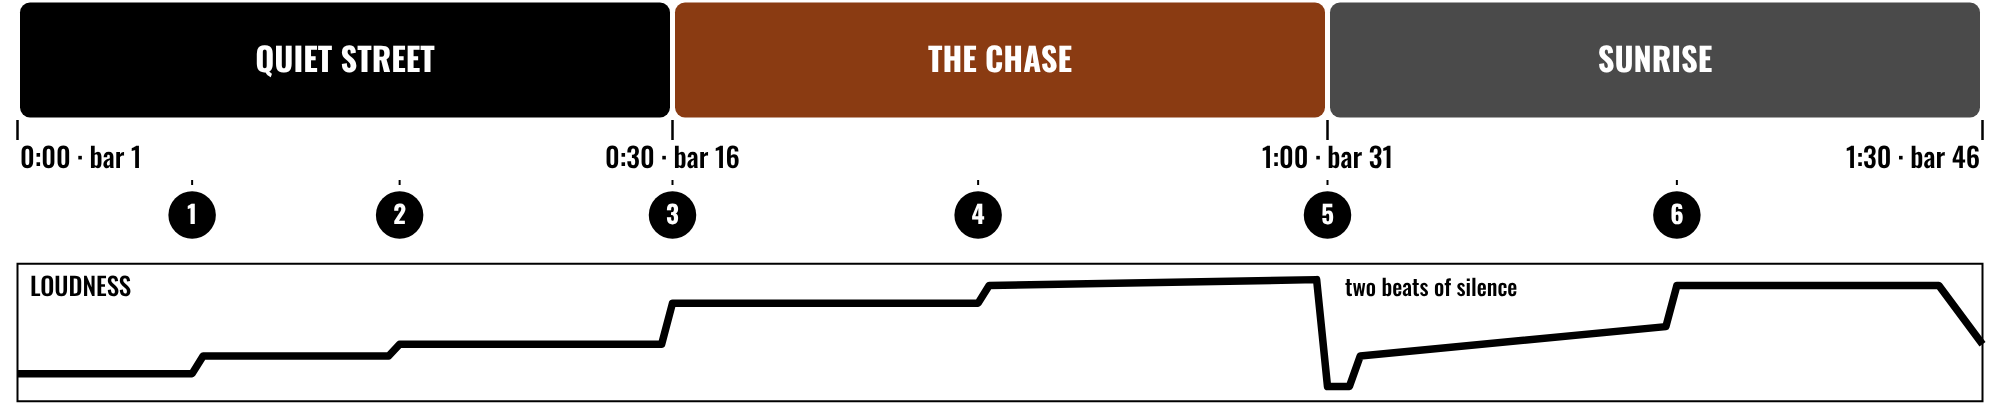 QUIET STREET
THE CHASE
SUNRISE
0:00 · bar 1
0:30 · bar 16
1:00 · bar 31
1:30 · bar 46
1
2
3
4
5
6
LOUDNESS
two beats of silence